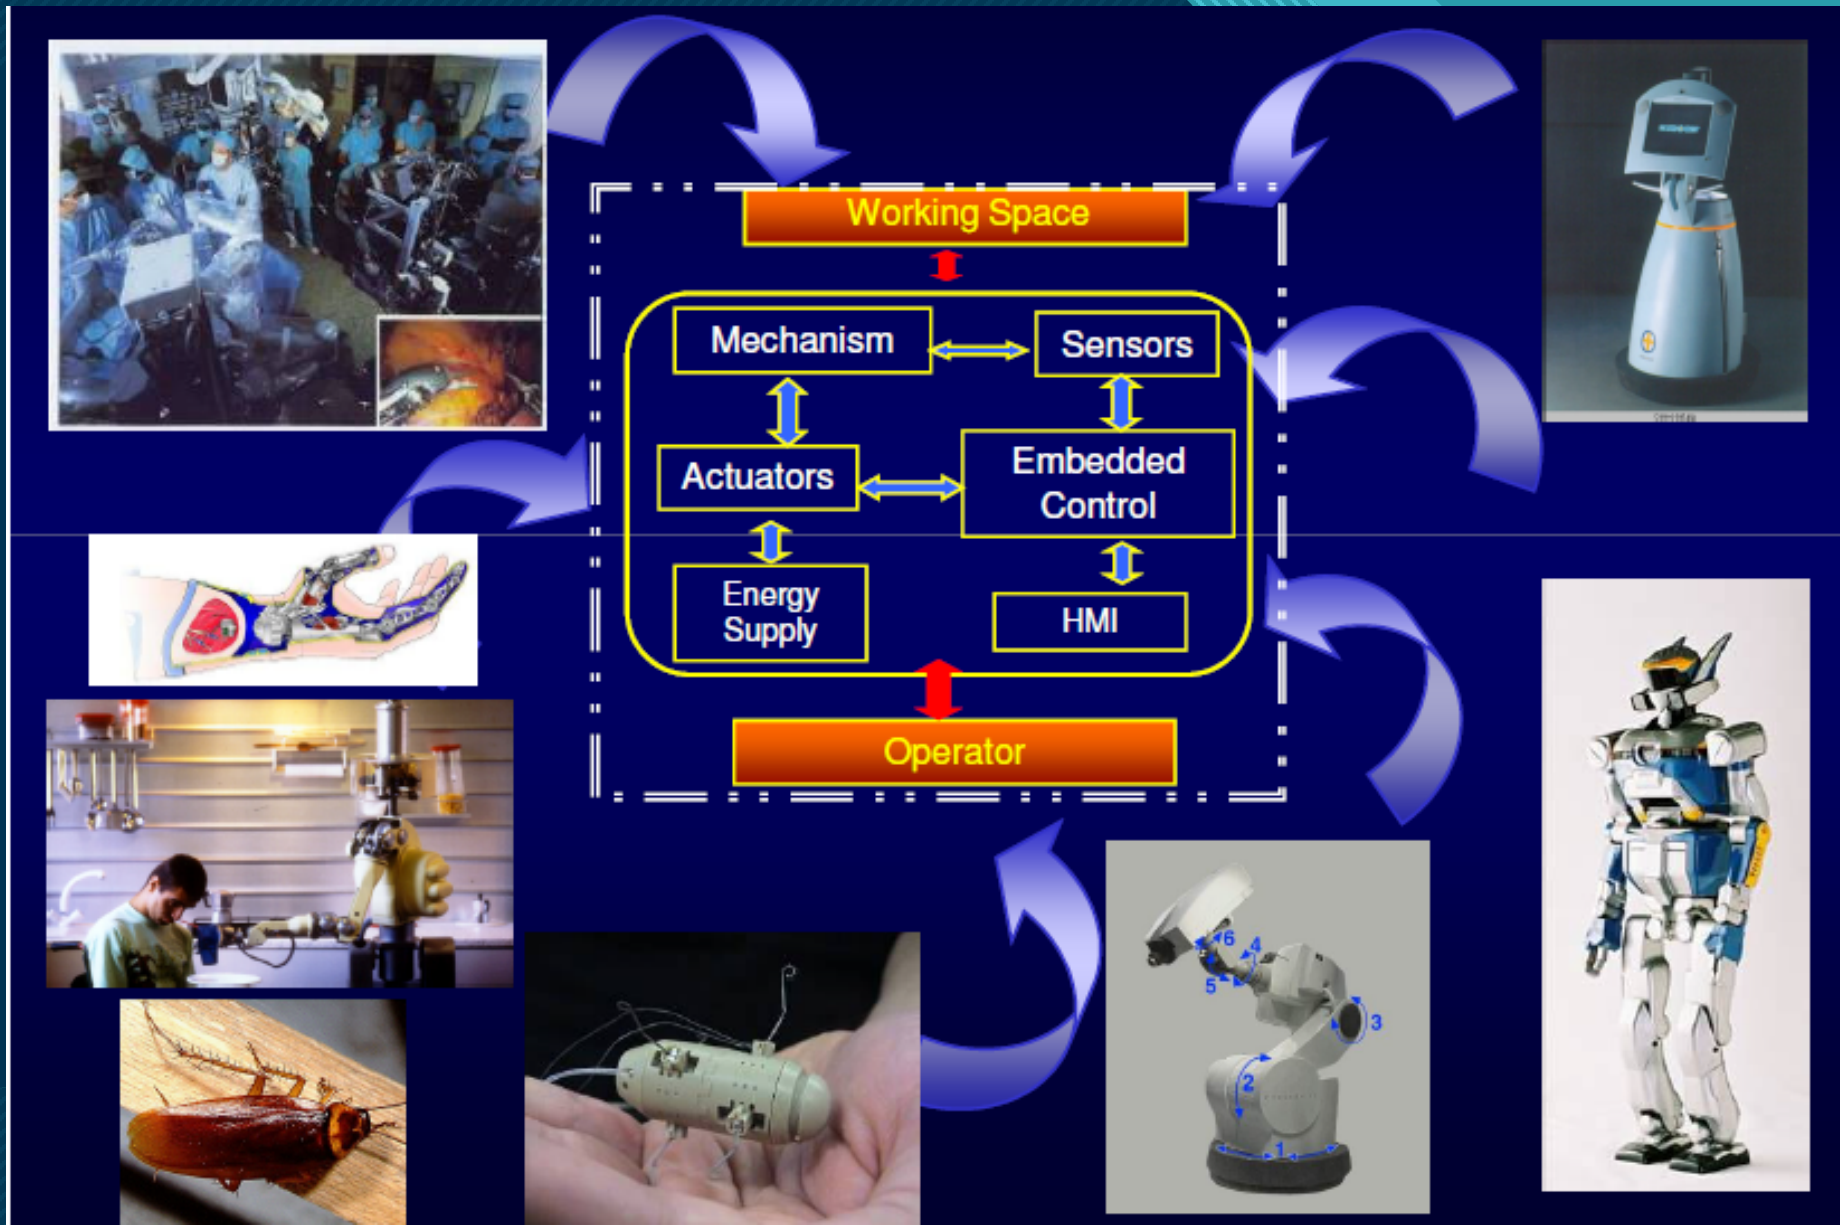 Working Space
Mechanism
Sensors
Actuators
Embedded
Control
Energy
Supply
HMI
Operator
6
4
5
3
2
1